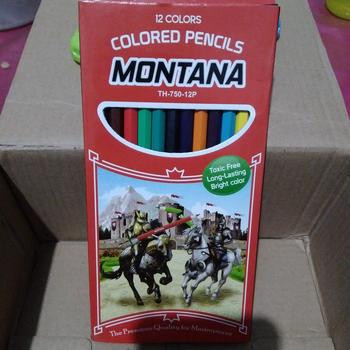 12 COLORS
COLORED PENCILS
MONTANA
TH-750-12P
Toxic Free
Long-Lasting
Bright color
The Premium Quality for Masterpieces